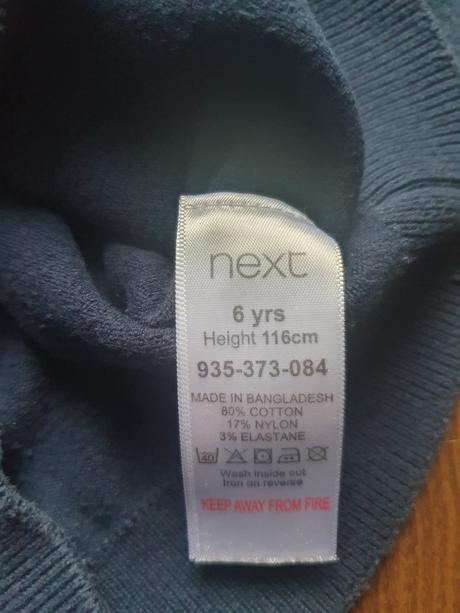 next
6 yrs
Height 116cm
935-373-084
MADE IN BANGLADESH
80% COTTON
17% NYLON
3% ELASTANE
40
Wash inside out
Iron on reverse
KEEP AWAY FROM FIRE